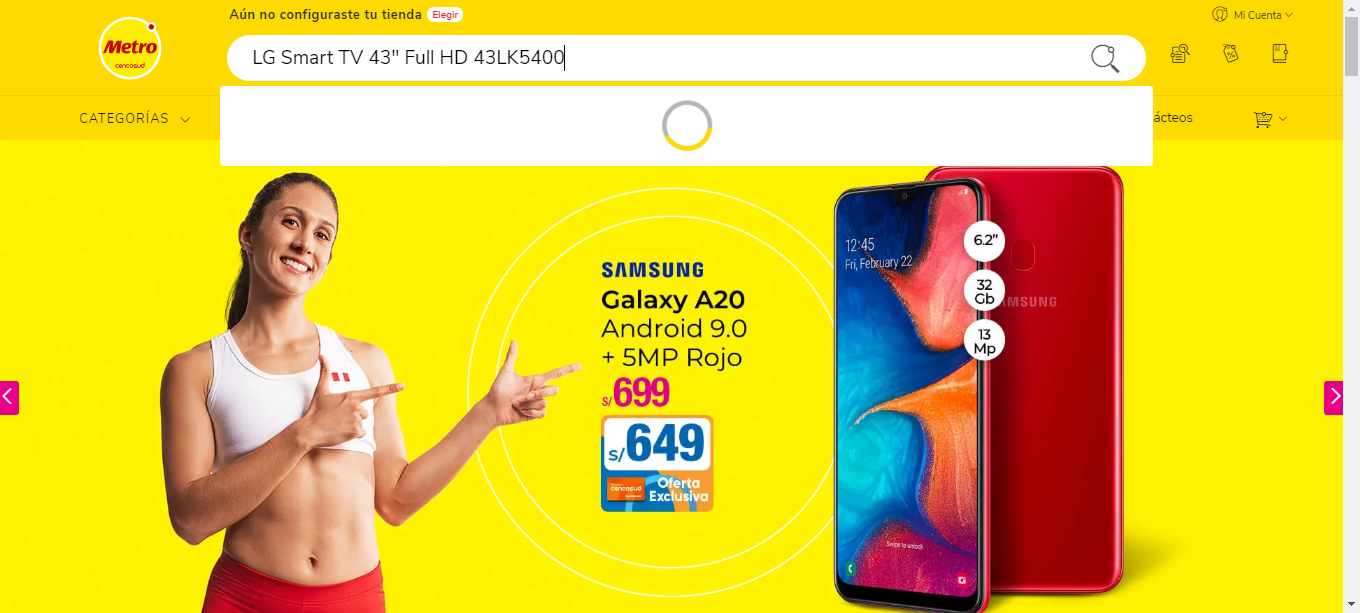 Aún no configuraste tu tienda Elegir
Mi Cuenta
Metro
cencosud
LG Smart TV 43" Full HD 43LK5400
CATEGORÍAS
ácteos
SAMSUNG
Galaxy A20
Android 9.0
+ 5MP Rojo
S/699
S/649
cencosud
Oferta
Exclusiva
12:45
Fri, February 22
6.2”
32
Gb
SAMSUNG
13
Mp
Swipe to unlock